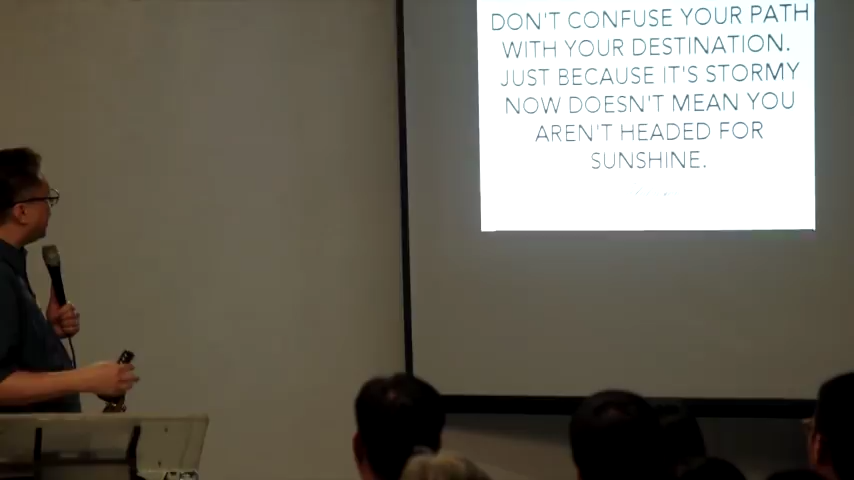 DON'T CONFUSE YOUR PATH
WITH YOUR DESTINATION.
JUST BECAUSE IT'S STORMY
NOW DOESN'T MEAN YOU
AREN'T HEADED FOR
SUNSHINE.